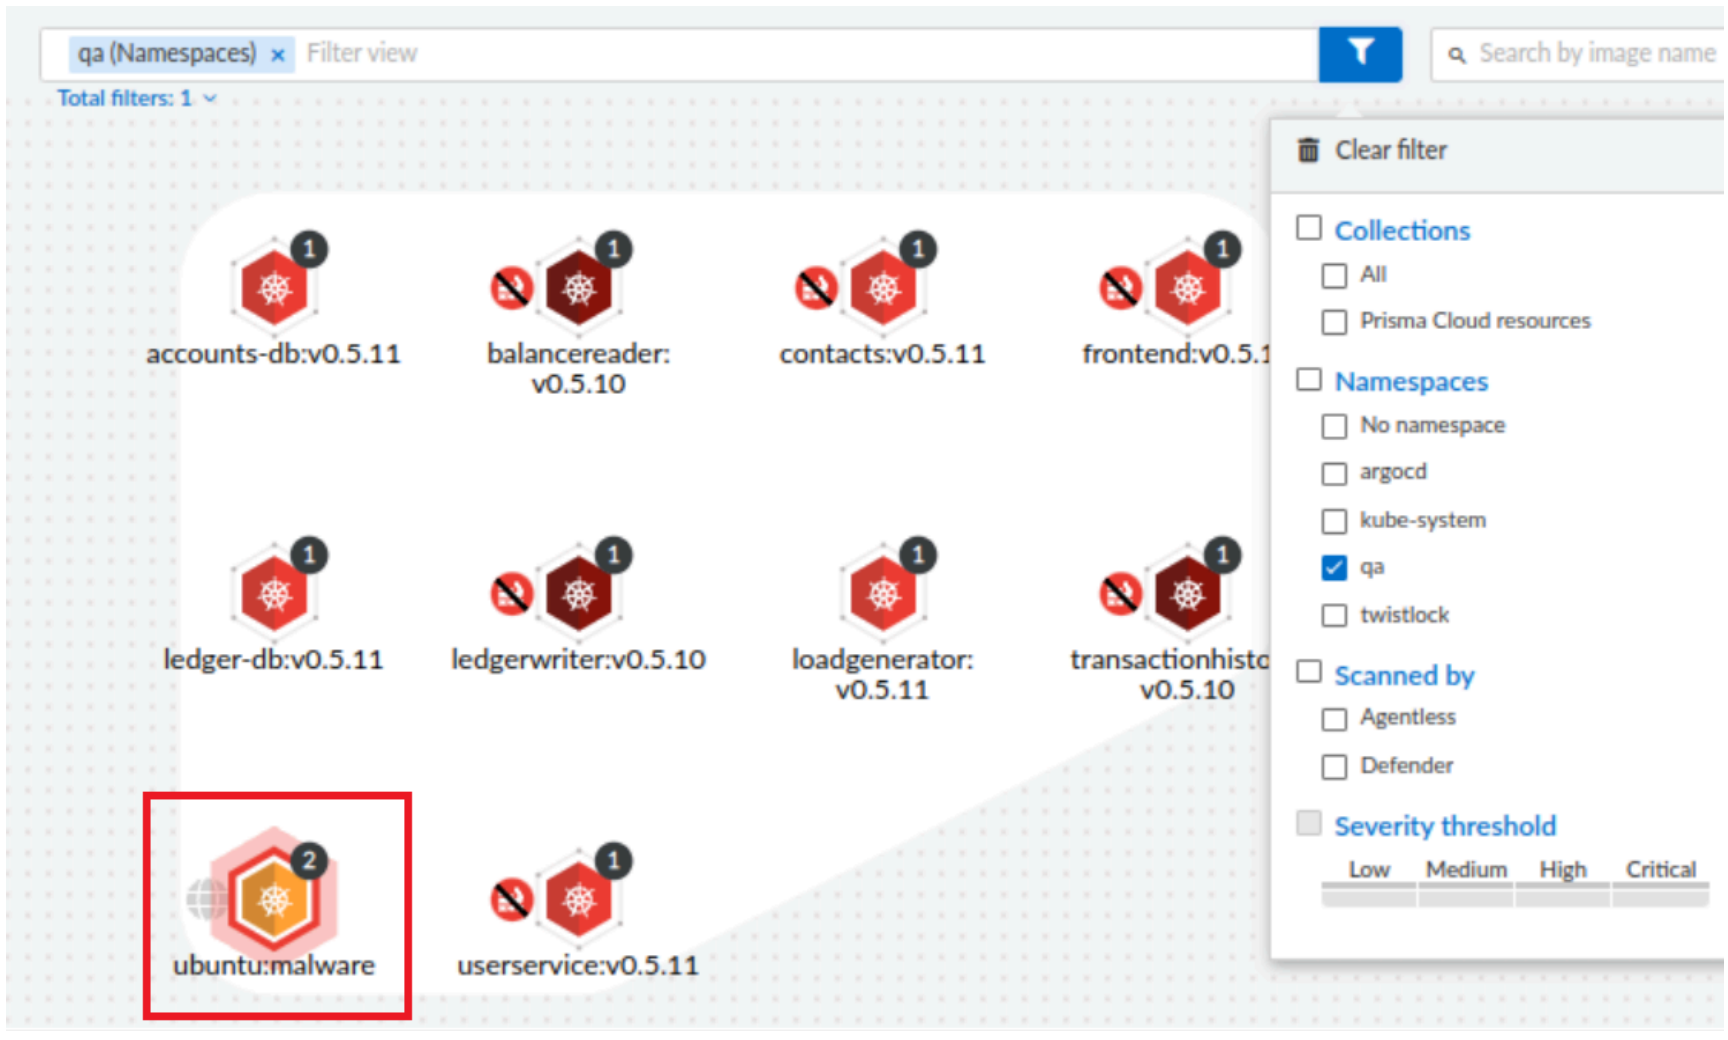 qa (Namespaces) × Filter view
Search by image name
Total filters: 1
Clear filter
Collections
All
Prisma Cloud resources
Namespaces
No namespace
argocd
kube-system
qa
twistlock
Scanned by
Agentless
Defender
Severity threshold
Low Medium High Critical
1 1 1 1
accounts-db:v0.5.11
balancereader:
v0.5.10
contacts:v0.5.11
frontend:v0.5.1
1 1 1 1
ledger-db:v0.5.11
ledgerwriter:v0.5.10
loadgenerator:
v0.5.11
transactionhisto
v0.5.10
2 1
ubuntu:malware
userservice:v0.5.11